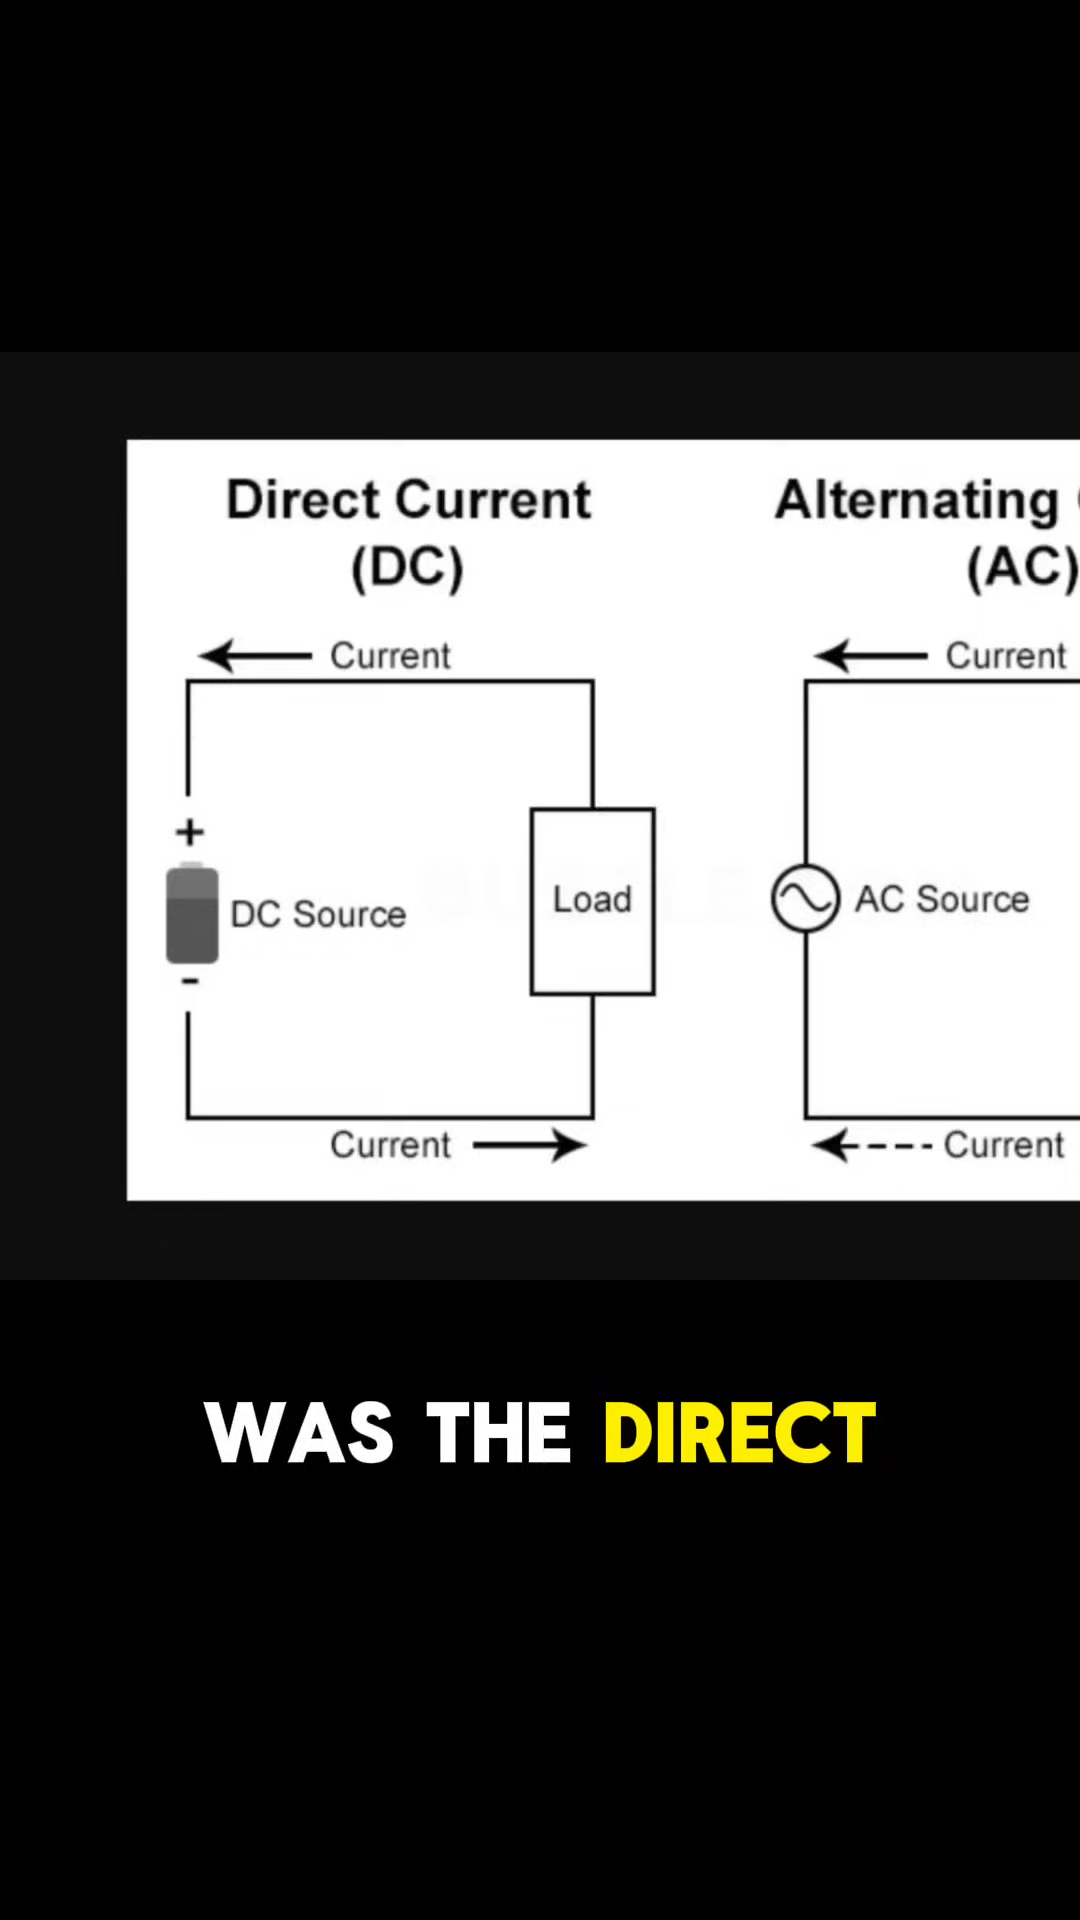 Direct Current
(DC)
Current
+
DC Source
-
Load
Current
Alternating
(AC)
Current
AC Source
Current
WAS THE DIRECT